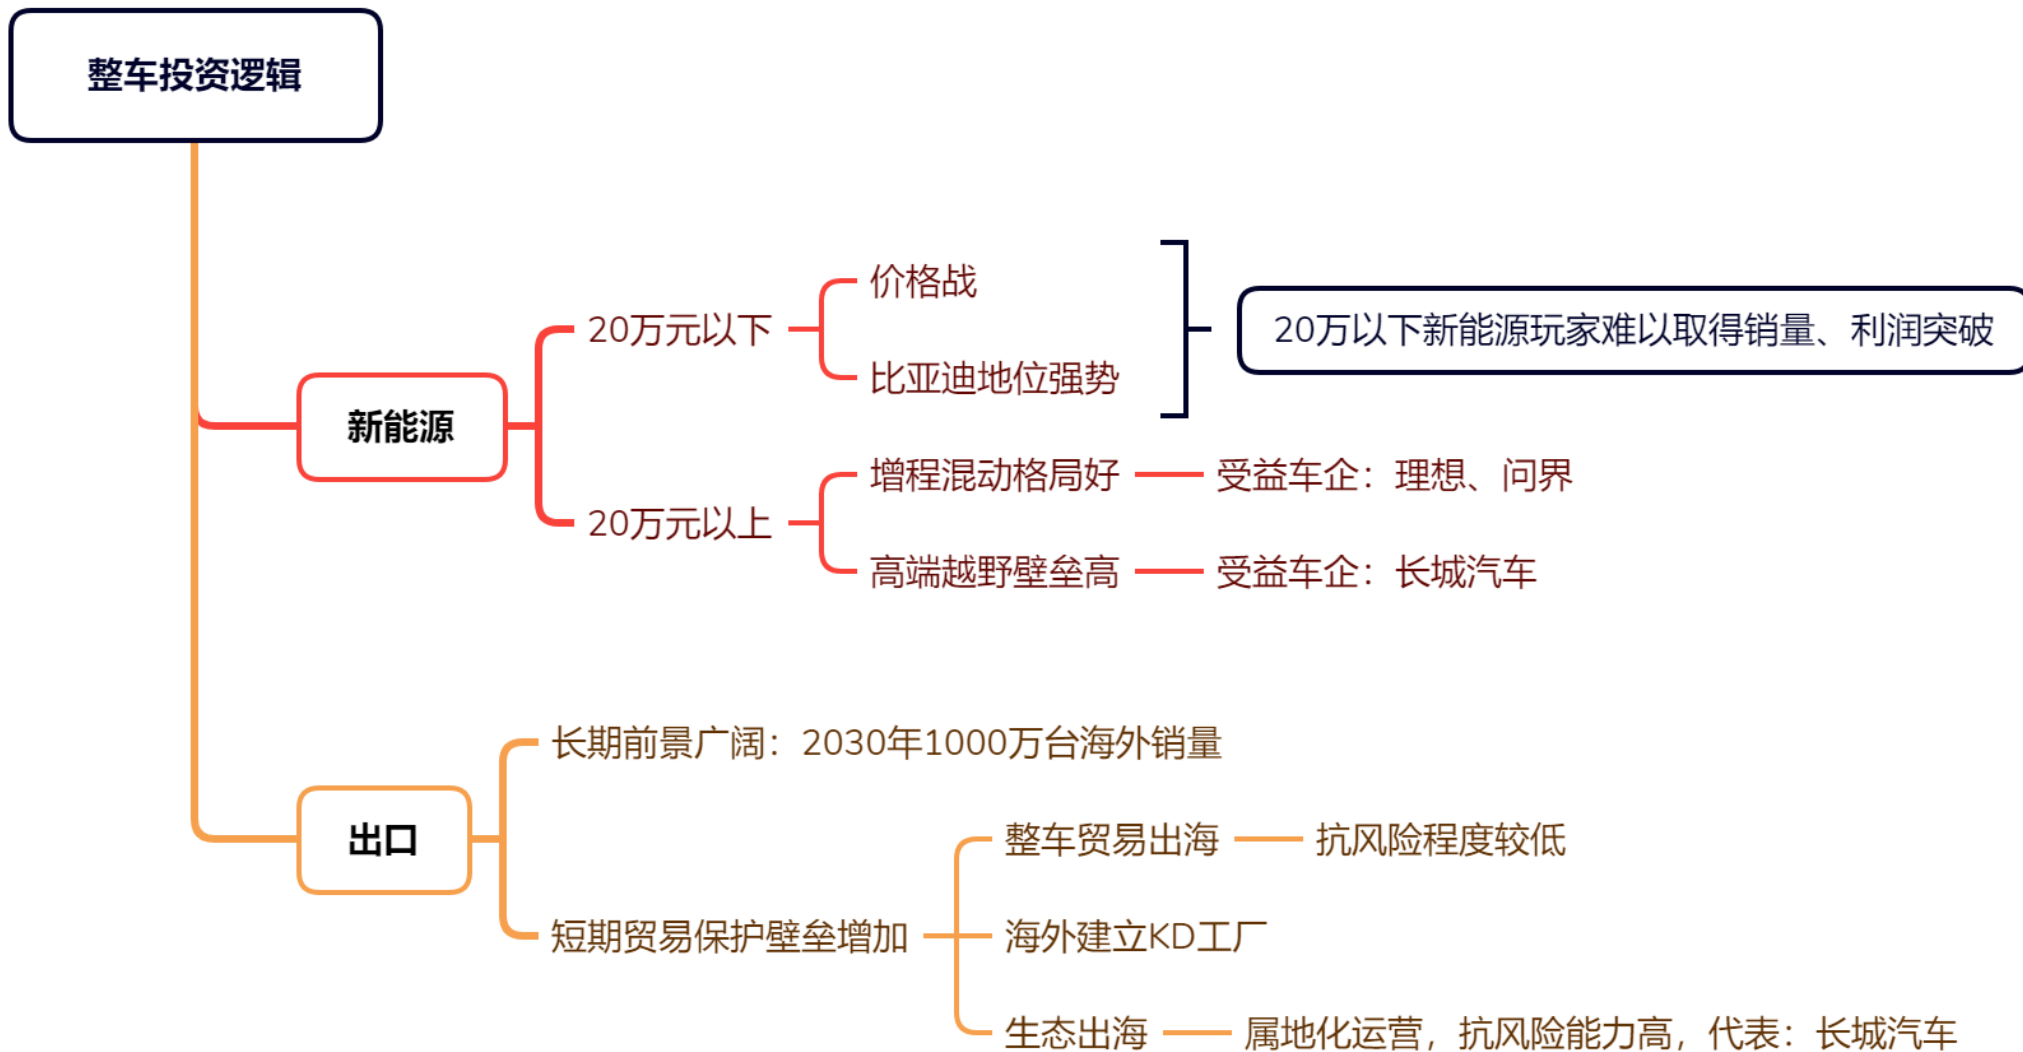 整车投资逻辑
价格战
20万元以下
20万以下新能源玩家难以取得销量、利润突破
比亚迪地位强势
新能源
增程混动格局好
受益车企：理想、问界
20万元以上
高端越野壁垒高
受益车企：长城汽车
长期前景广阔：2030年1000万台海外销量
出口
整车贸易出海
抗风险程度较低
短期贸易保护壁垒增加
海外建立KD工厂
生态出海
属地化运营，抗风险能力高，代表：长城汽车